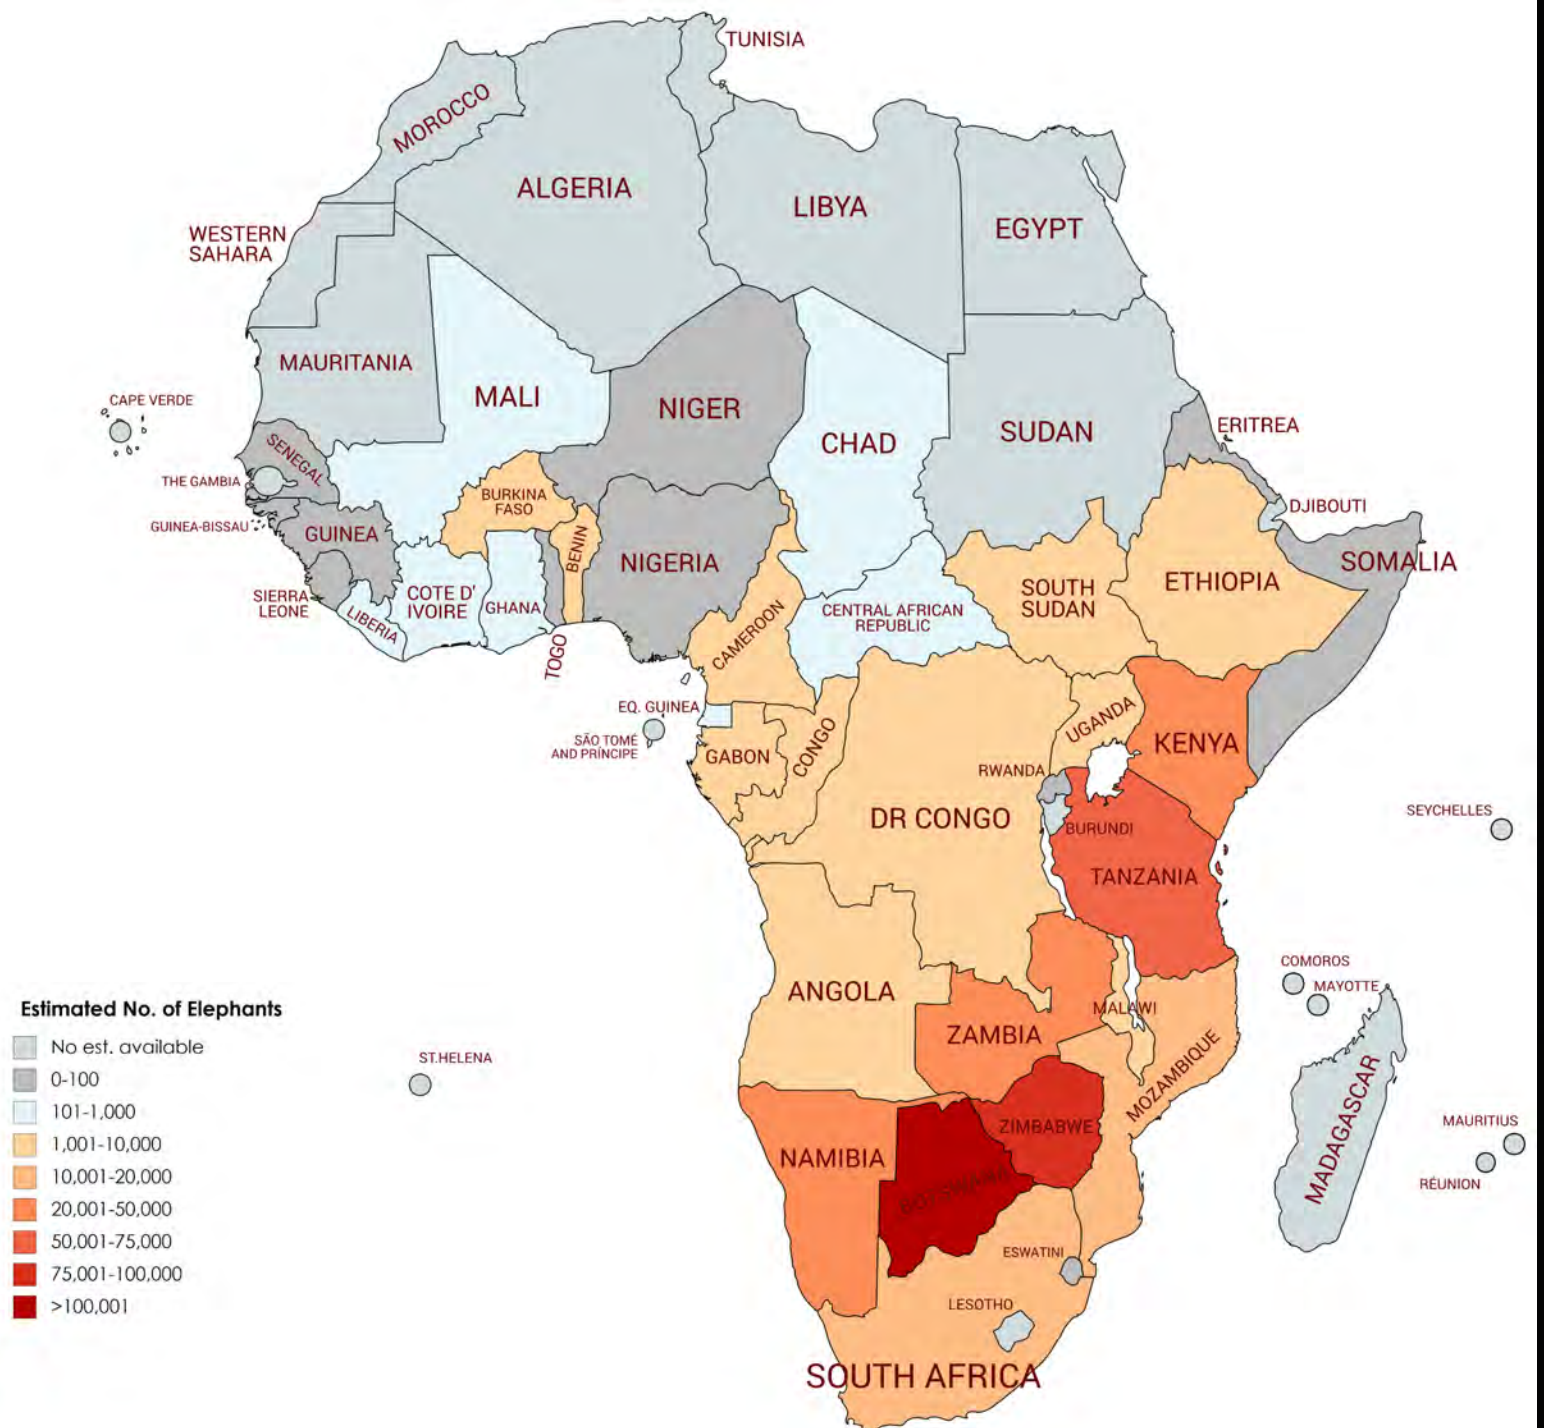 TUNISIA
MOROCCO
ALGERIA
LIBYA
EGYPT
WESTERN
SAHARA
MAURITANIA
MALI
NIGER
CHAD
SUDAN
ERITREA
CAPE VERDE
SENEGAL
THE GAMBIA
GUINEA-BISSAU
GUINEA
BURKINA
FASO
BENIN
NIGERIA
DJIBOUTI
SOMALIA
ETHIOPIA
SOUTH
SUDAN
SIERRA
LEONE
LIBERIA
COTE D'
IVOIRE
GHANA
TOGO
CAMEROON
CENTRAL AFRICAN
REPUBLIC
EQ. GUINEA
SÃO TOMÉ
AND PRÍNCIPE
GABON
CONGO
UGANDA
KENYA
RWANDA
DR CONGO
BURUNDI
TANZANIA
SEYCHELLES
COMOROS
MAYOTTE
ANGOLA
ZAMBIA
MALAWI
MOZAMBIQUE
MADAGASCAR
MAURITIUS
RÉUNION
ST.HELENA
NAMIBIA
BOTSWANA
ZIMBABWE
ESWATINI
LESOTHO
SOUTH AFRICA
Estimated No. of Elephants
No est. available
0-100
101-1,000
1,001-10,000
10,001-20,000
20,001-50,000
50,001-75,000
75,001-100,000
>100,001